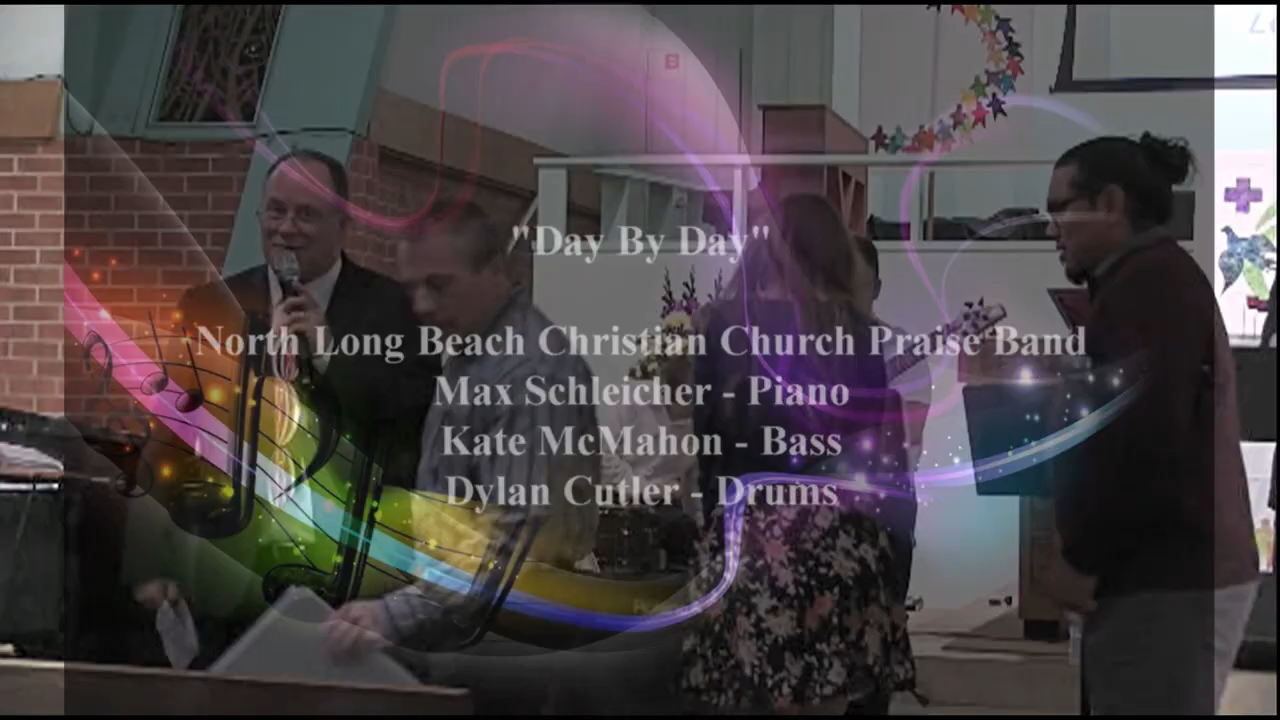 "Day By Day"
North Long Beach Christian Church Praise Band
Max Schleicher - Piano
Kate McMahon - Bass
Dylan Cutler - Drums
B